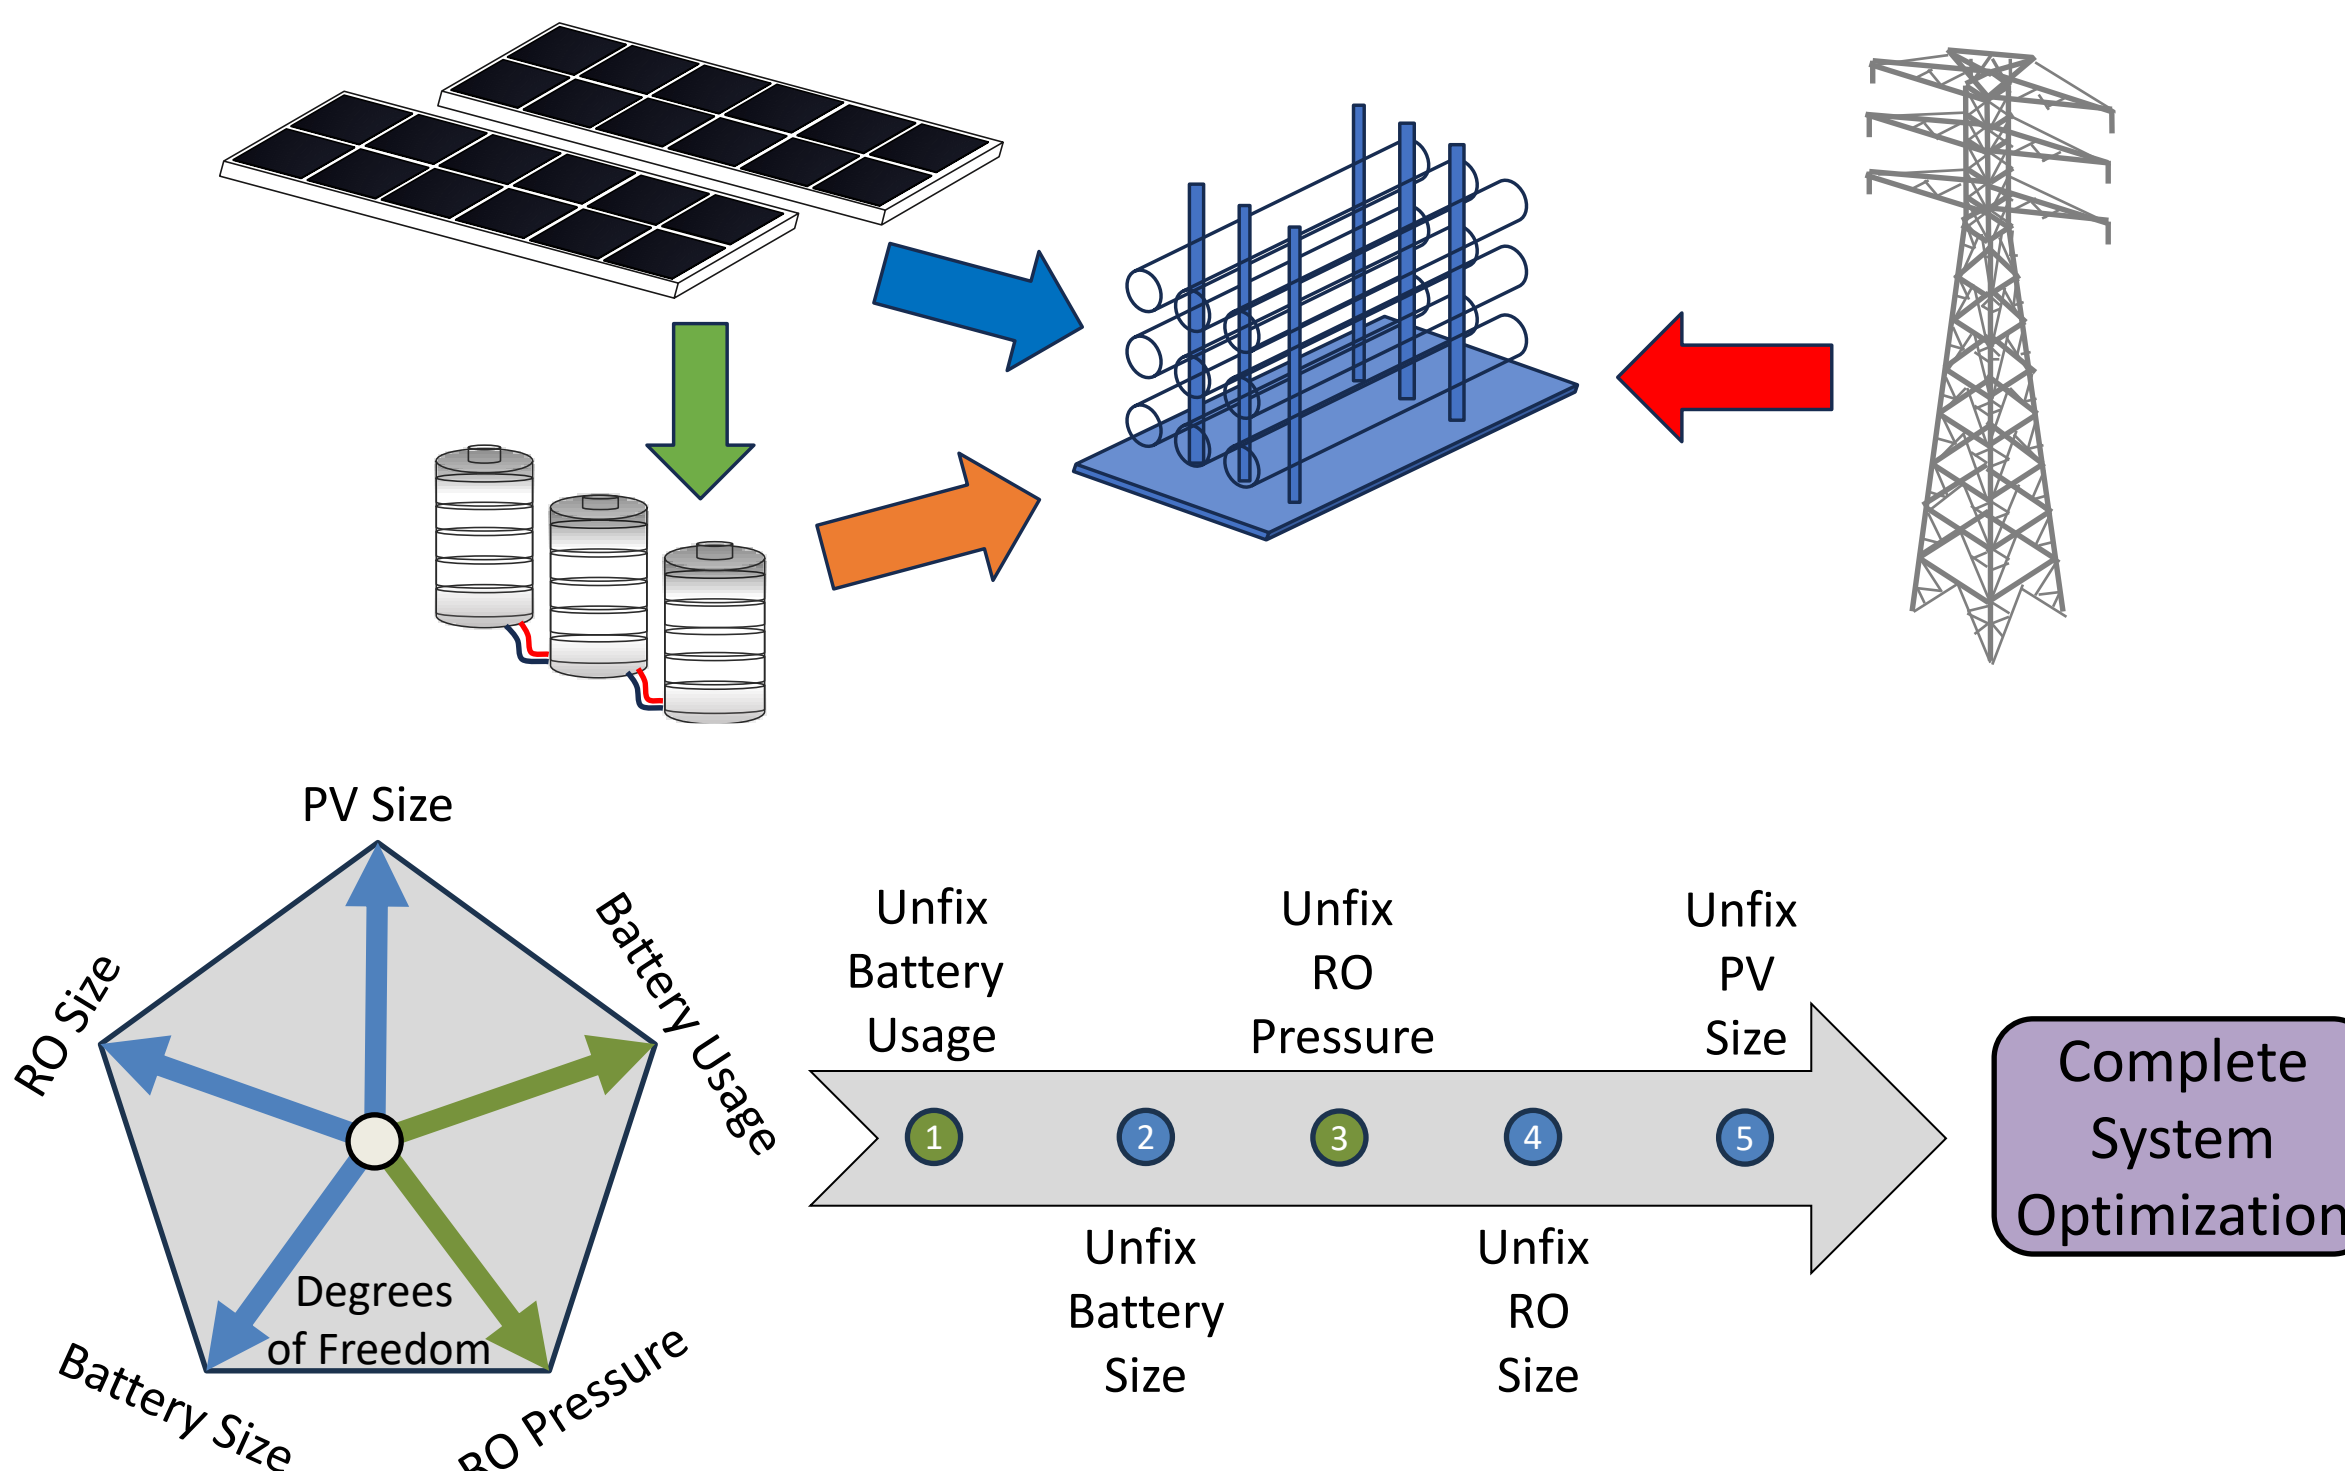 PV Size
Battery Usage
RO Size
Degrees
of Freedom
Battery Size
RO Pressure
Unfix
Battery
Usage
Unfix
RO
Pressure
Unfix
PV
Size
1
2
3
4
5
Unfix
Battery
Size
Unfix
RO
Size
Complete
System
Optimization